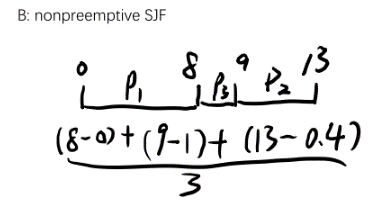 B: nonpreemptive SJF
0 P₁ 8 P₃ 9 P₂ 13
(8-0)+(9-1)+(13-0.4)
3